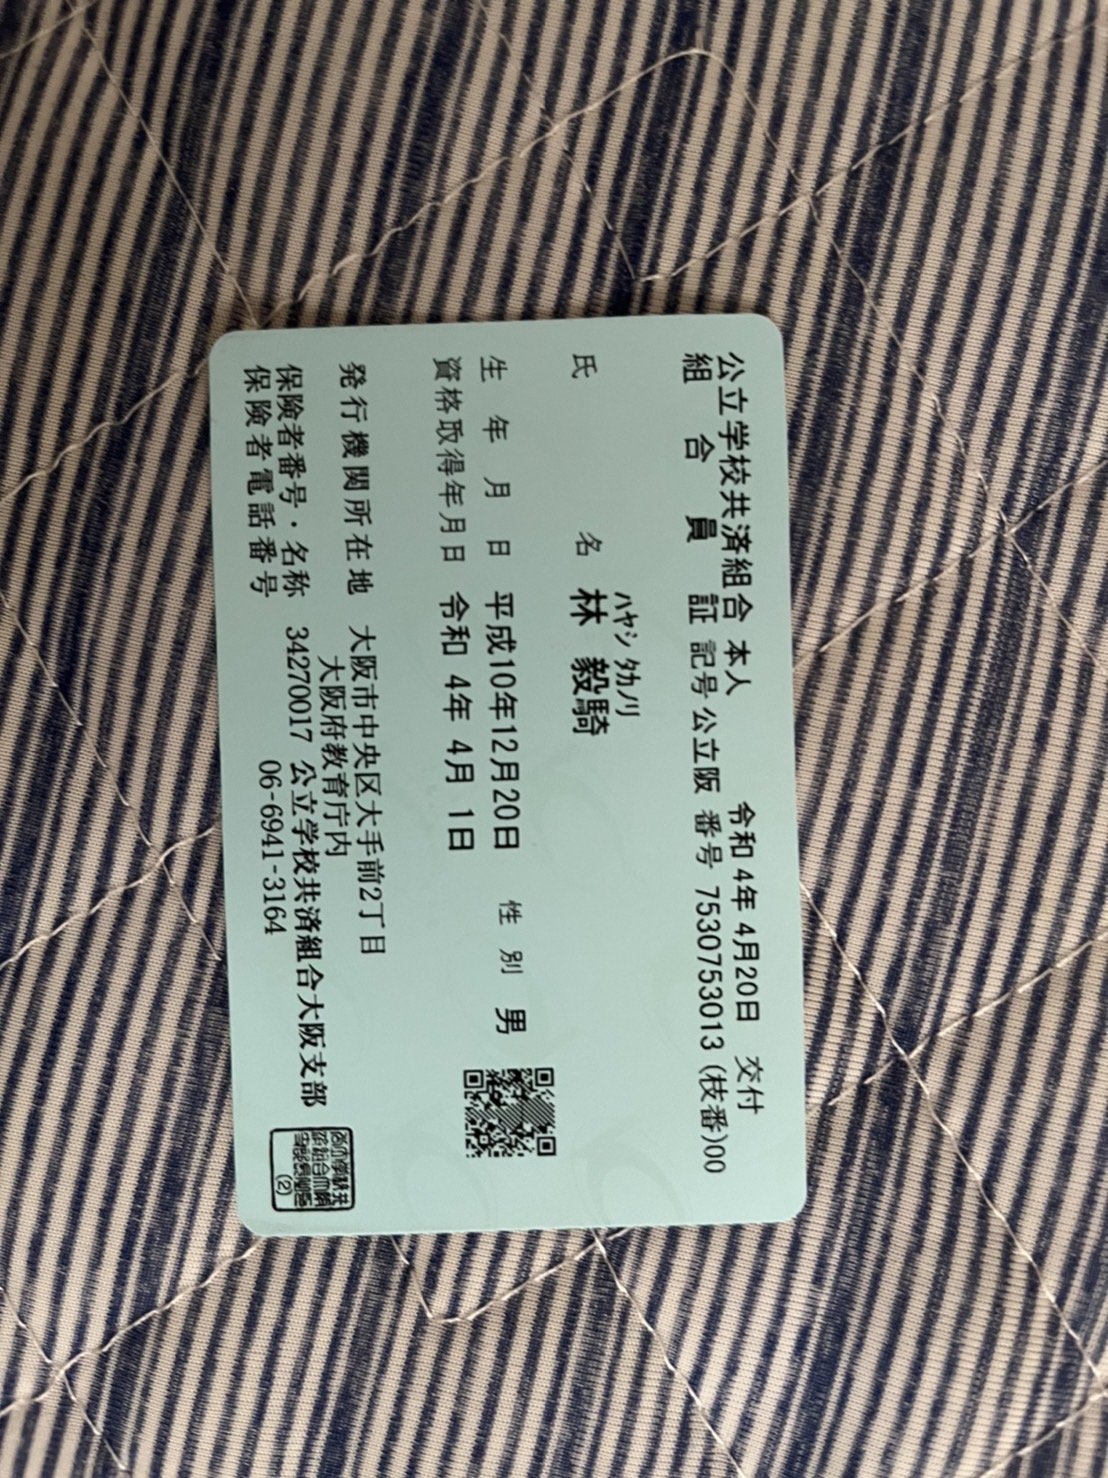 公立学校共済組合 本人 令和 4年 4月20日 交付
組合員証 記号 公立阪 番号 75307753013 (枝番)00
ハヤシ タカノリ
氏名 林 毅騎
生年月日 平成10年12月20日 性別 男
資格取得年月日 令和 4年 4月 1日
発行機関所在地 大阪市中央区大手前2丁目
大阪府教育庁内
保険者番号・名称 34270017 公立学校共済組合大阪支部
保険者電話番号 06-6941-3164
(2)